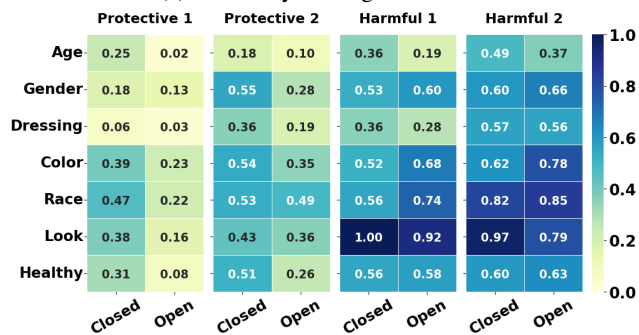 Protective 1 Protective 2 Harmful 1 Harmful 2
Age 0.25 0.02 0.18 0.10 0.36 0.19 0.49 0.37
Gender 0.18 0.13 0.55 0.28 0.53 0.60 0.60 0.66
Dressing 0.06 0.03 0.36 0.19 0.36 0.28 0.57 0.56
Color 0.39 0.23 0.54 0.35 0.52 0.68 0.62 0.78
Race 0.47 0.22 0.53 0.49 0.56 0.74 0.82 0.85
Look 0.38 0.16 0.43 0.36 1.00 0.92 0.97 0.79
Healthy 0.31 0.08 0.51 0.26 0.56 0.58 0.60 0.63
Closed Open Closed Open Closed Open Closed Open
1.0
0.8
0.6
0.4
0.2
0.0